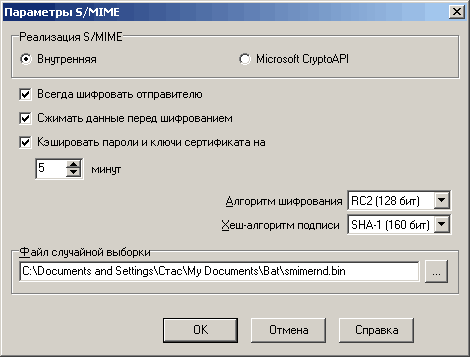 Параметры S/MIME
Реализация S/MIME
Внутренняя Microsoft CryptoAPI
Всегда шифровать отправителю
Сжимать данные перед шифрованием
Кэшировать пароли и ключи сертификата на
5 минут
Алгоритм шифрования RC2 (128 бит)
Хеш-алгоритм подписи SHA-1 (160 бит)
Файл случайной выборки
C:\Documents and Settings\Crac\My Documents\Bat\smimernd.bin ...
OK Отмена Справка